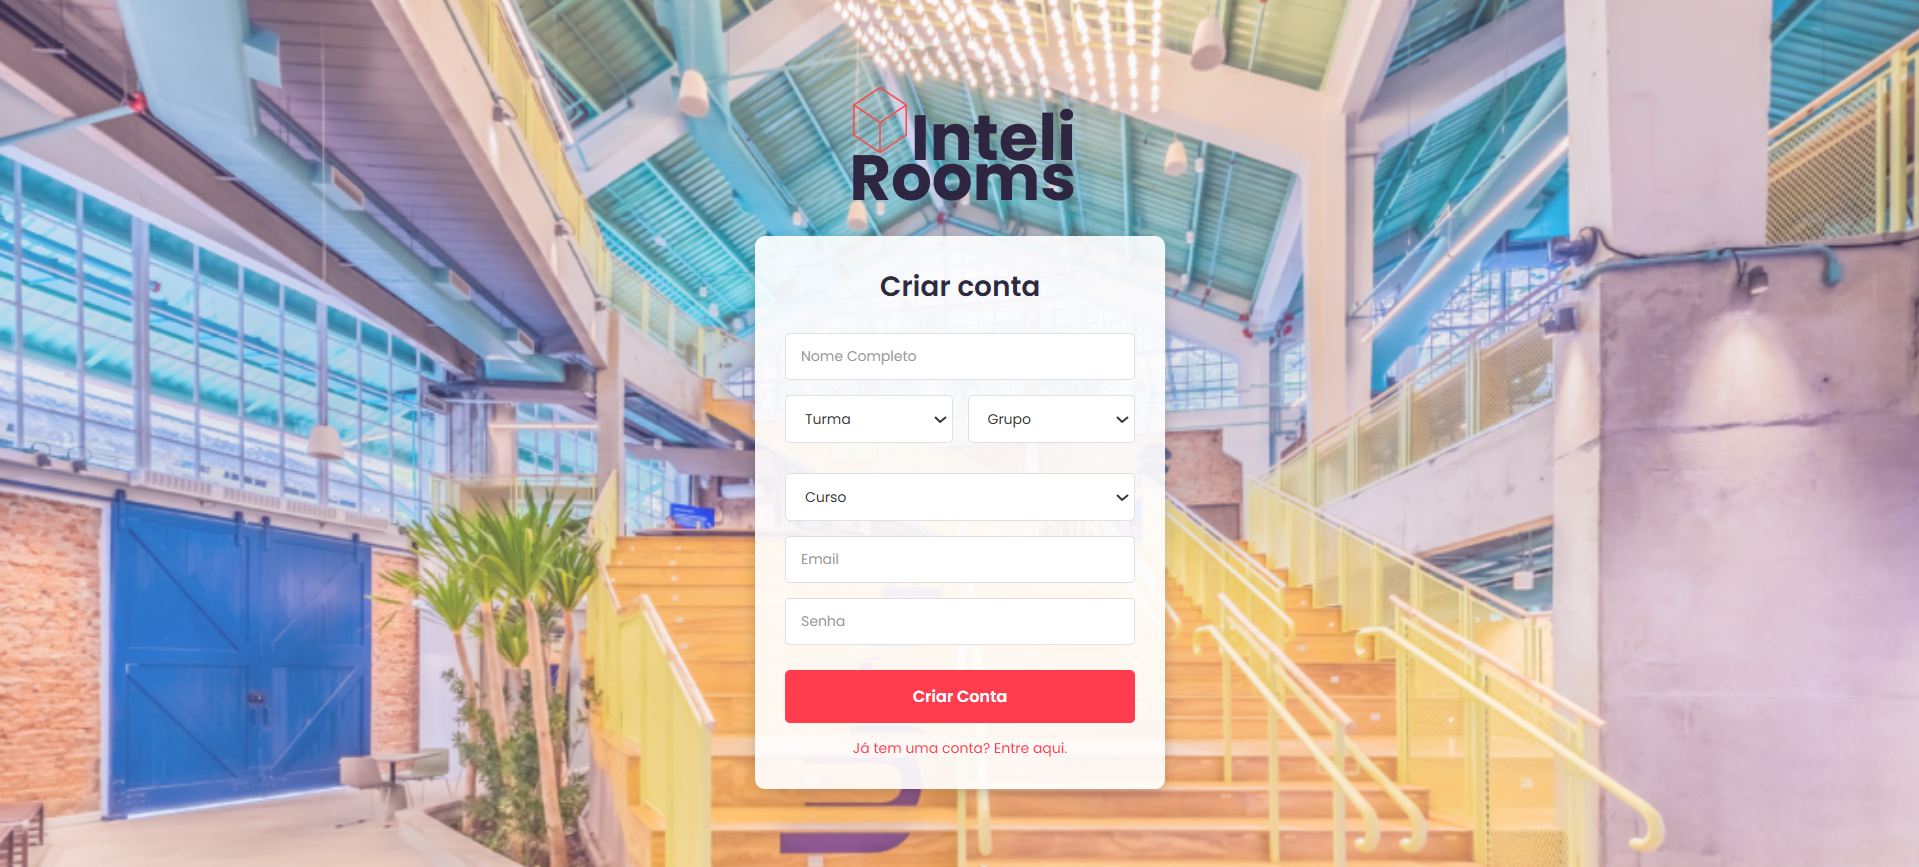 Inteli
Rooms
Criar conta
Nome Completo
Turma
Grupo
Curso
Email
Senha
Criar Conta
Já tem uma conta? Entre aqui.